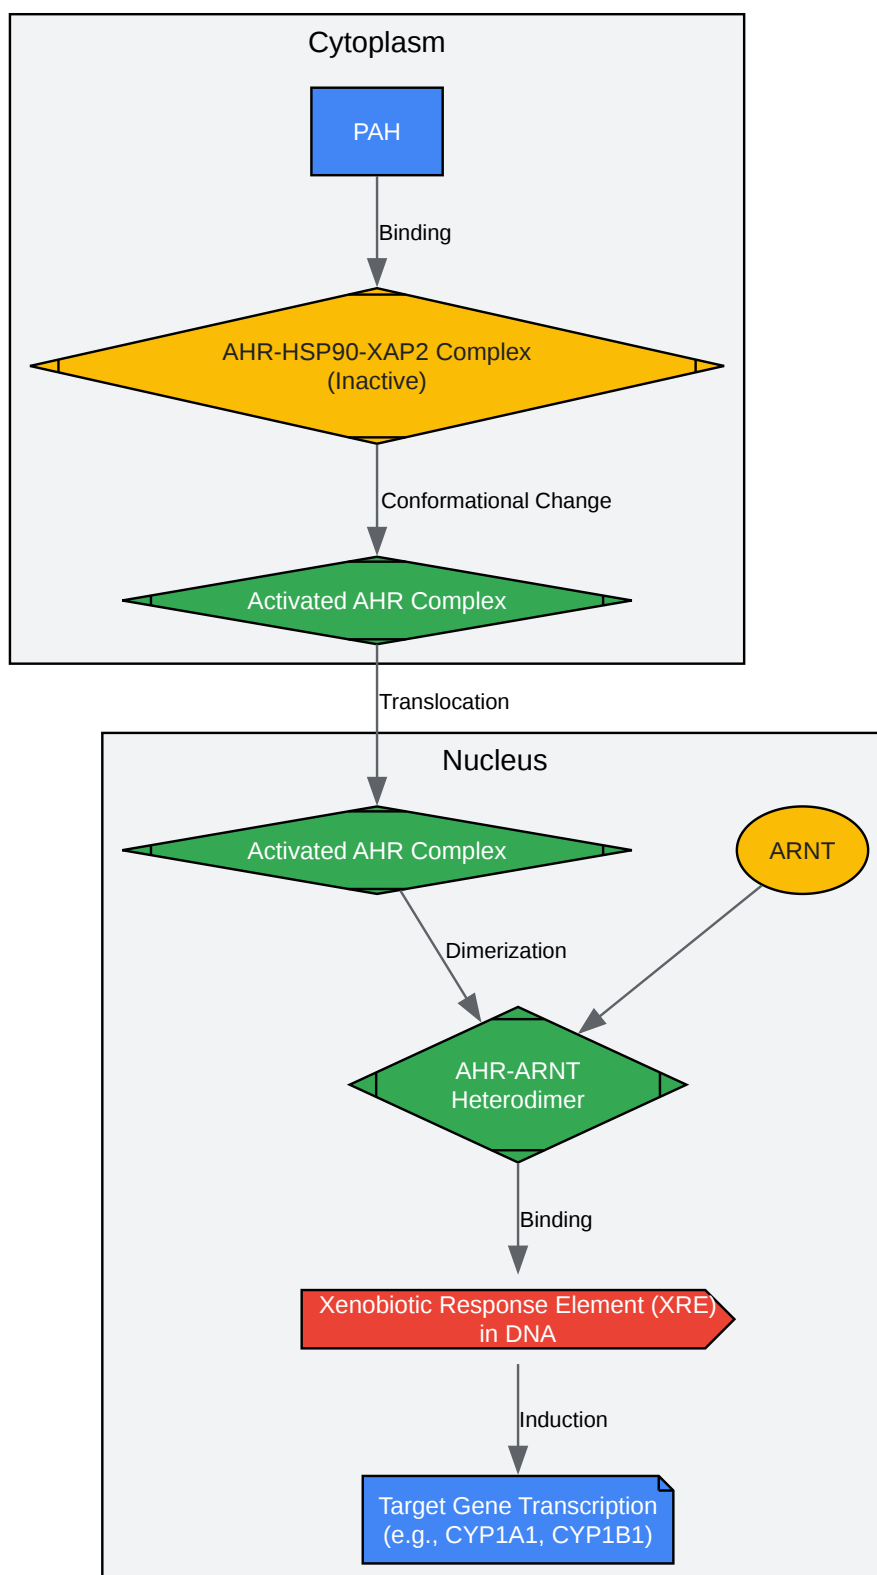 Cytoplasm
PAH
Binding
AHR-HSP90-XAP2 Complex
(Inactive)
Conformational Change
Activated AHR Complex
Translocation
Nucleus
Activated AHR Complex
ARNT
Dimerization
AHR-ARNT
Heterodimer
Binding
Xenobiotic Response Element (XRE)
in DNA
Induction
Target Gene Transcription
(e.g., CYP1A1, CYP1B1)